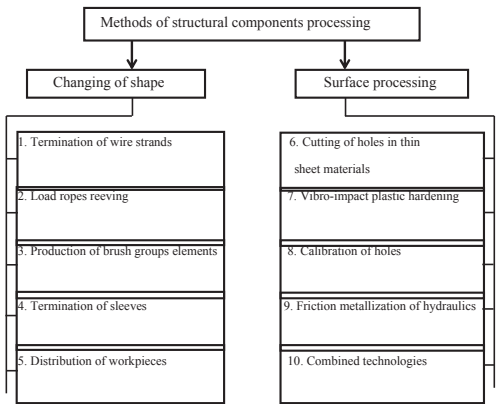 Methods of structural components processing
Changing of shape
Surface processing
1. Termination of wire strands
2. Load ropes reeving
3. Production of brush groups elements
4. Termination of sleeves
5. Distribution of workpieces
6. Cutting of holes in thin
sheet materials
7. Vibro-impact plastic hardening
8. Calibration of holes
9. Friction metallization of hydraulics
10. Combined technologies